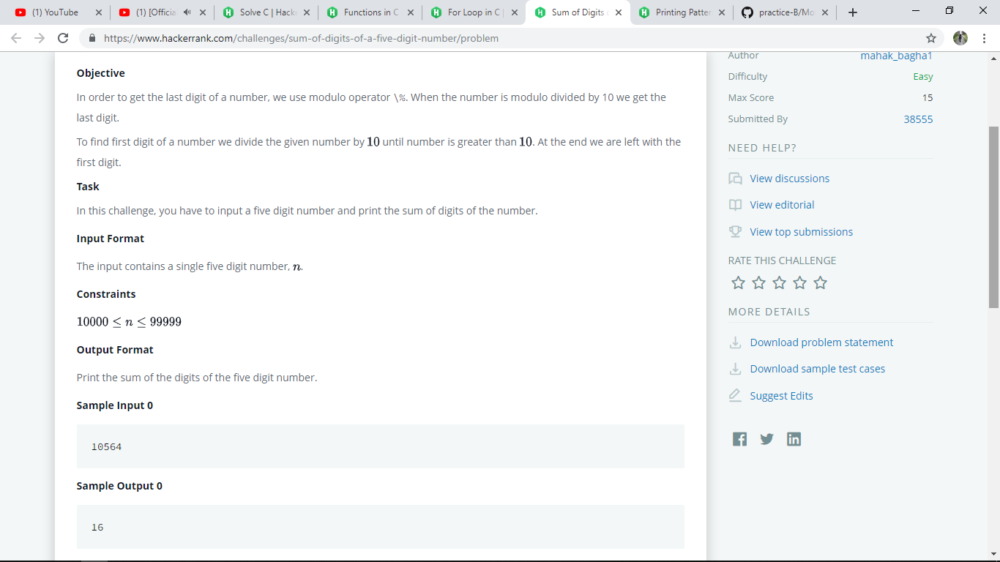 (1) YouTube
(1) [Officia
Solve C | Hack
Functions in C
For Loop in C |
Sum of Digits
Printing Patter
practice-B/Mo
https://www.hackerrank.com/challenges/sum-of-digits-of-a-five-digit-number/problem
Objective
In order to get the last digit of a number, we use modulo operator \%. When the number is modulo divided by 10 we get the
last digit.
To find first digit of a number we divide the given number by 10 until number is greater than 10. At the end we are left with the
first digit.
Task
In this challenge, you have to input a five digit number and print the sum of digits of the number.
Input Format
The input contains a single five digit number, n.
Constraints
10000 ≤ n ≤ 99999
Output Format
Print the sum of the digits of the five digit number.
Sample Input 0
10564
Sample Output 0
16
Author mahak_bagha1
Difficulty Easy
Max Score 15
Submitted By 38555
NEED HELP?
View discussions
View editorial
View top submissions
RATE THIS CHALLENGE
MORE DETAILS
Download problem statement
Download sample test cases
Suggest Edits